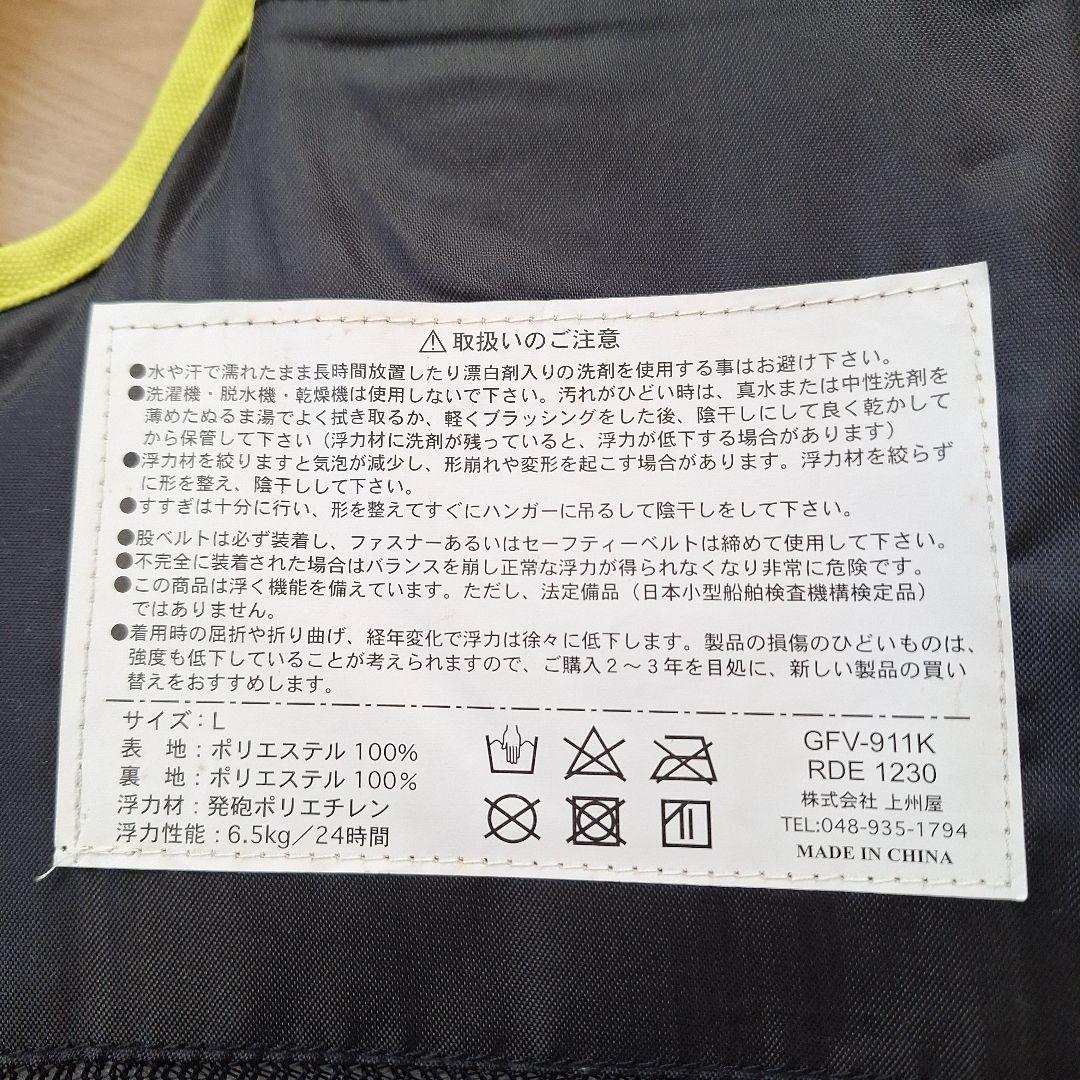 ⚠取扱いのご注意
●水や汗で濡れたまま長時間放置したり漂白剤入りの洗剤を使用する事はお避け下さい。
●洗濯機・脱水機・乾燥機は使用しないで下さい。汚れがひどい時は、真水または中性洗剤を
薄めたぬるま湯でよく拭き取るか、軽くブラッシングをした後、陰干しにして良く乾かして
から保管して下さい（浮力材に洗剤が残っていると、浮力が低下する場合があります）
●浮力材を絞りますと気泡が減少し、形崩れや変形を起こす場合があります。浮力材を絞らず
に形を整え、陰干しして下さい。
●すすぎは十分に行い、形を整えてすぐにハンガーに吊るして陰干しをして下さい。
●股ベルトは必ず装着し、ファスナーあるいはセーフティーベルトは締めて使用して下さい。
●不完全に装着された場合はバランスを崩し正常な浮力が得られなくなり非常に危険です。
●この商品は浮く機能を備えています。ただし、法定備品（日本小型船舶検査機構検定品）
ではありません。
●着用時の屈折や折り曲げ、経年変化で浮力は徐々に低下します。製品の損傷のひどいものは、
強度も低下していることが考えられますので、ご購入２～３年を目処に、新しい製品の買い
替えをおすすめします。
サイズ：L
表　地：ポリエステル100%
裏　地：ポリエステル100%
浮力材：発砲ポリエチレン
浮力性能：6.5kg／24時間
GFV-911K
RDE 1230
株式会社 上州屋
TEL:048-935-1794
MADE IN CHINA